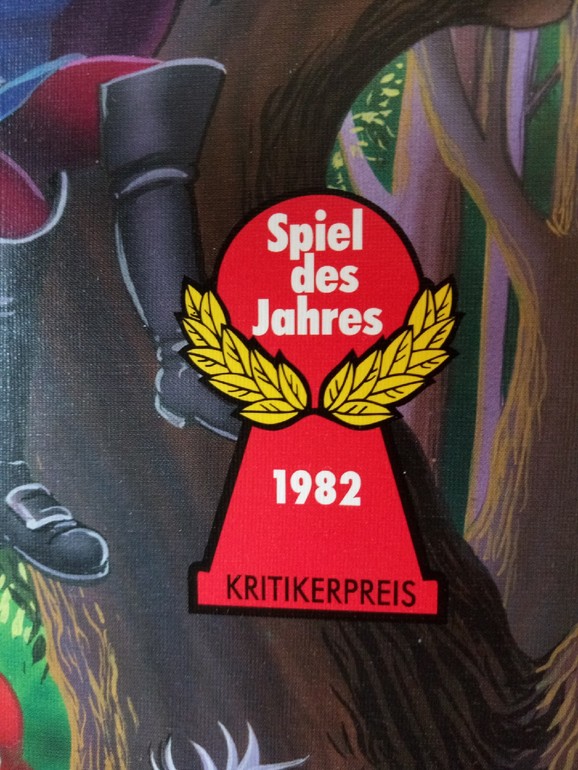 Spiel
des
Jahres
1982
KRITIKERPREIS